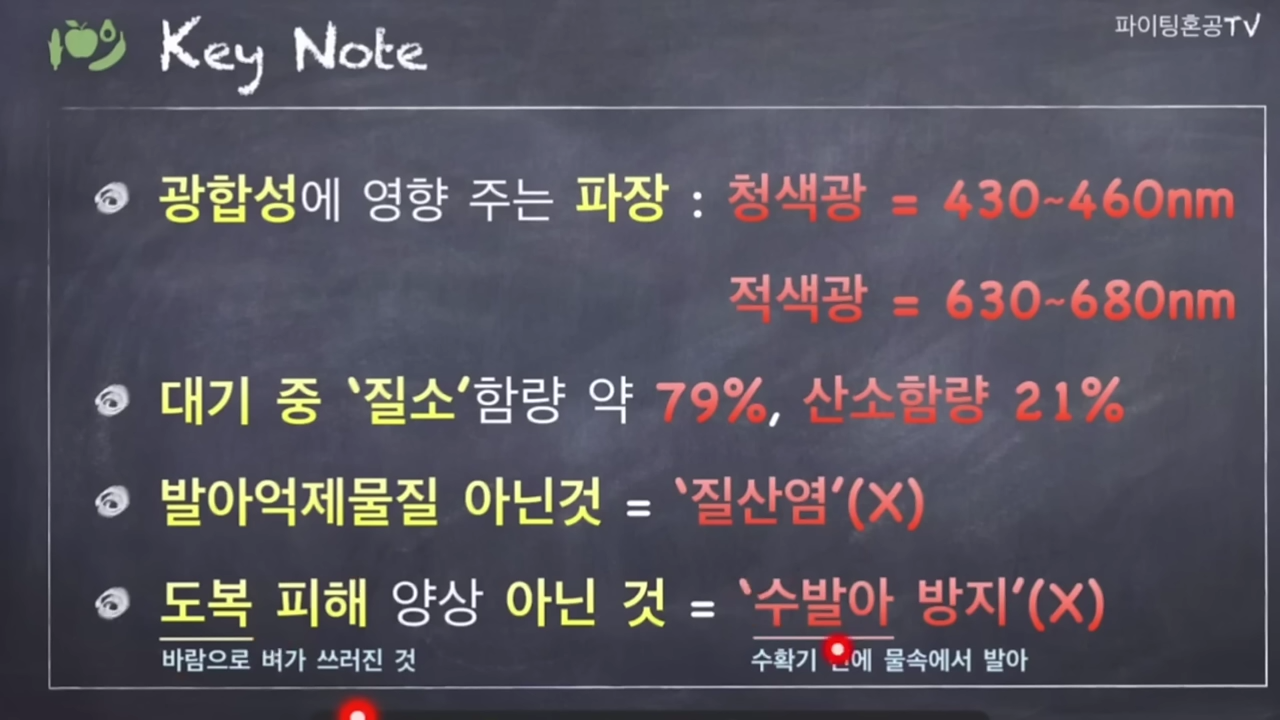 파이팅혼공TV
Key Note
광합성에 영향 주는 파장 : 청색광 = 430~460nm
적색광 = 630~680nm
대기 중 '질소'함량 약 79%, 산소함량 21%
발아억제물질 아닌것 = '질산염'(X)
도복 피해 양상 아닌 것 = '수발아 방지'(X)
바람으로 벼가 쓰러진 것
수확기 에 물속에서 발아